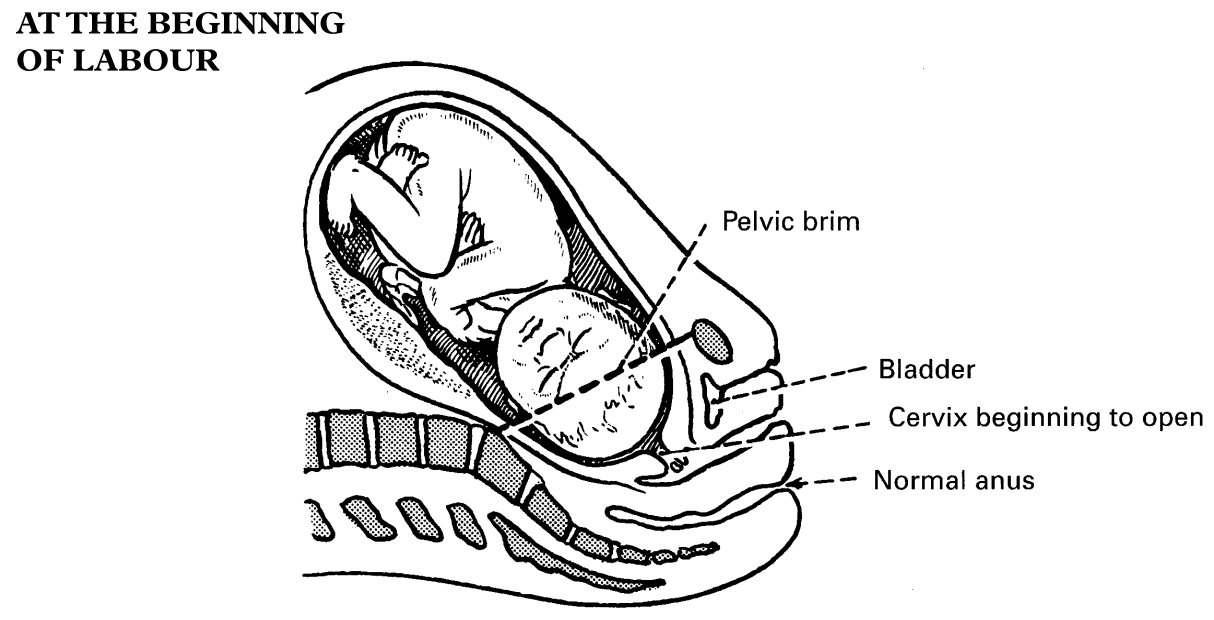 AT THE BEGINNING
OF LABOUR
Pelvic brim
Bladder
Cervix beginning to open
Normal anus